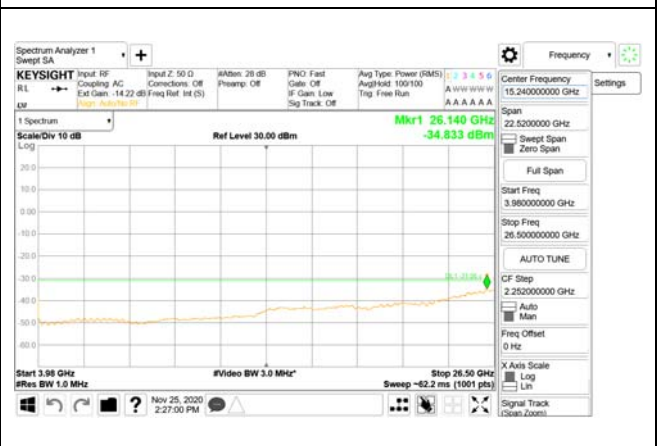 Spectrum Analyzer 1
Swept SA
Frequency
Settings
KEYSIGHT
RL
Input: RF
Coupling: AC
Ext Gain: -14.22 dB
Align: Auto/No RF
Input Z: 50 Ω
Corrections: Off
Freq Ref: Int (S)
#Atten: 28 dB
Preamp: Off
PNO: Fast
Gate: Off
IF Gain: Low
Sig Track: Off
Avg Type: Power (RMS)
Avg|Hold: 100/100
Trig: Free Run
1 2 3 4 5 6
A W W W W W
A A A A A A
1 Spectrum
Scale/Div 10 dB
Log
Ref Level 30.00 dBm
Mkr1 26.140 GHz
-34.833 dBm
20.0
10.0
0.00
-10.0
-20.0
-30.0
-40.0
-50.0
-60.0
Start 3.98 GHz
#Res BW 1.0 MHz
#Video BW 3.0 MHz*
Stop 26.50 GHz
Sweep ~62.2 ms (1001 pts)
Nov 25, 2020
2:27:00 PM
Center Frequency
15.240000000 GHz
Span
22.5200000 GHz
Swept Span
Zero Span
Full Span
Start Freq
3.980000000 GHz
Stop Freq
26.500000000 GHz
AUTO TUNE
CF Step
2.252000000 GHz
Auto
Man
Freq Offset
0 Hz
X Axis Scale
Log
Lin
Signal Track
(Span Zoom)